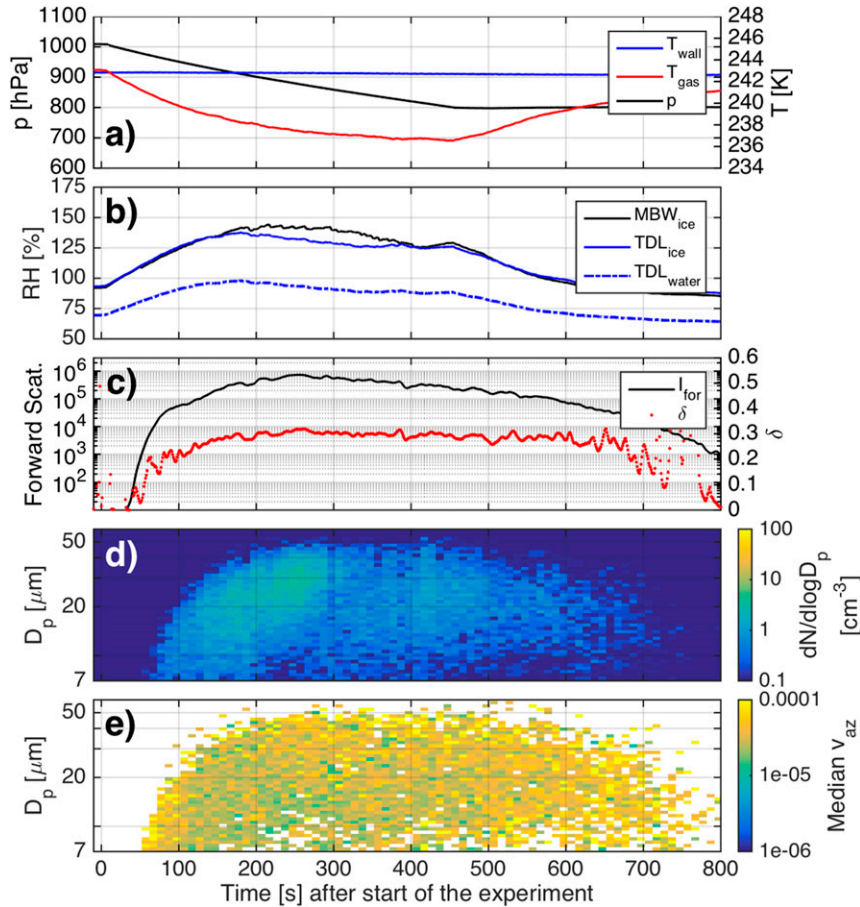 a)
p [hPa]
1100
1000
900
800
700
600
T_wall
T_gas
p
248
246
244
242
240
238
236
234
T [K]
b)
RH [%]
175
150
125
100
75
50
MBW_ice
TDL_ice
TDL_water
c)
Forward Scat.
10^6
10^5
10^4
10^3
10^2
I_for
δ
0.6
0.5
0.4
0.3
0.2
0.1
0
δ
d)
D_p [μm]
50
20
7
100
10
1
0.1
dN/dlogD_p
[cm^-3]
e)
D_p [μm]
50
20
7
0.0001
1e-05
1e-06
Median v_az
0 100 200 300 400 500 600 700 800
Time [s] after start of the experiment